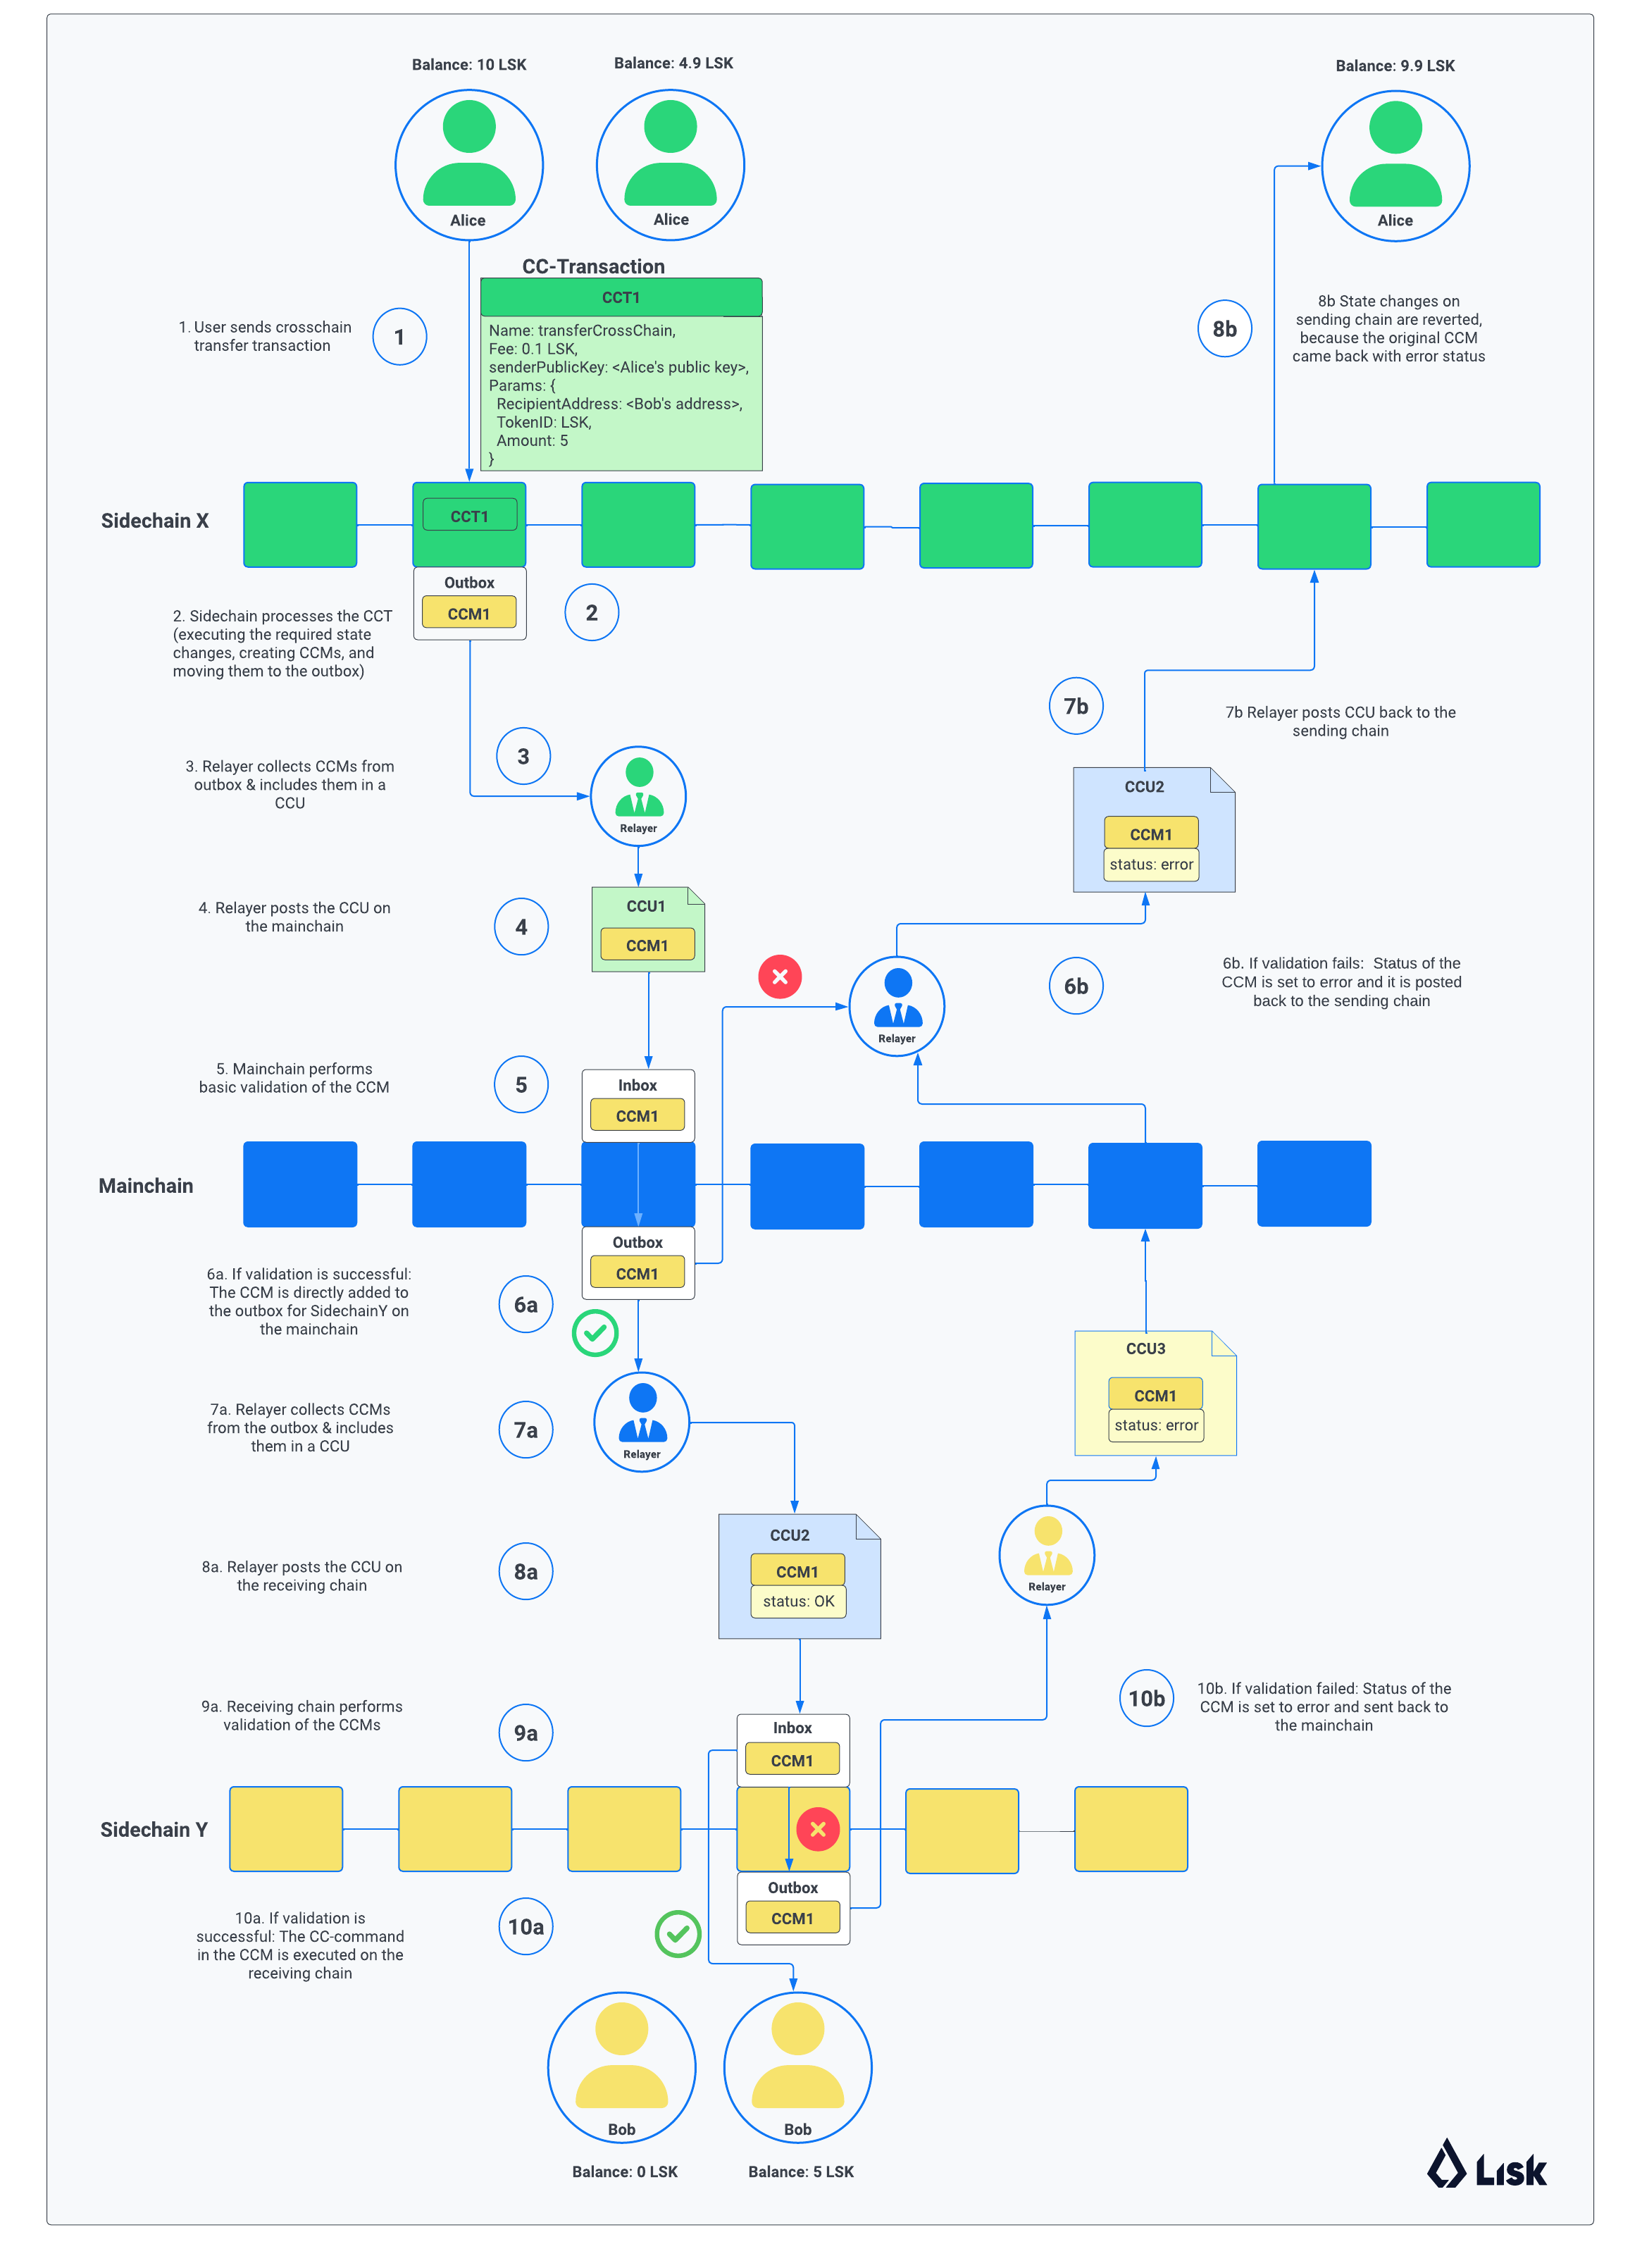 Balance: 10 LSK
Balance: 4.9 LSK
Balance: 9.9 LSK
Alice
Alice
Alice
CC-Transaction
CCT1
Name: transferCrossChain,
Fee: 0.1 LSK,
senderPublicKey: <Alice's public key>,
Params: {
RecipientAddress: <Bob's address>,
TokenID: LSK,
Amount: 5
}
1. User sends crosschain
transfer transaction
1
8b
8b State changes on
sending chain are reverted,
because the original CCM
came back with error status
Sidechain X
CCT1
Outbox
CCM1
2
2. Sidechain processes the CCT
(executing the required state
changes, creating CCMs, and
moving them to the outbox)
7b
7b Relayer posts CCU back to the
sending chain
3
3. Relayer collects CCMs from
outbox & includes them in a
CCU
Relayer
CCU2
CCM1
status: error
4. Relayer posts the CCU on
the mainchain
4
CCU1
CCM1
6b
6b. If validation fails:  Status of the
CCM is set to error and it is posted
back to the sending chain
Relayer
5. Mainchain performs
basic validation of the CCM
5
Inbox
CCM1
Mainchain
Outbox
CCM1
6a. If validation is successful:
The CCM is directly added to
the outbox for SidechainY on
the mainchain
6a
CCU3
CCM1
status: error
7a. Relayer collects CCMs
from the outbox & includes
them in a CCU
7a
Relayer
8a. Relayer posts the CCU on
the receiving chain
8a
CCU2
CCM1
status: OK
Relayer
9a. Receiving chain performs
validation of the CCMs
9a
Inbox
CCM1
10b
10b. If validation failed: Status of the
CCM is set to error and sent back to
the mainchain
Sidechain Y
Outbox
CCM1
10a. If validation is
successful: The CC-command
in the CCM is executed on the
receiving chain
10a
Bob
Bob
Balance: 0 LSK
Balance: 5 LSK
Lisk